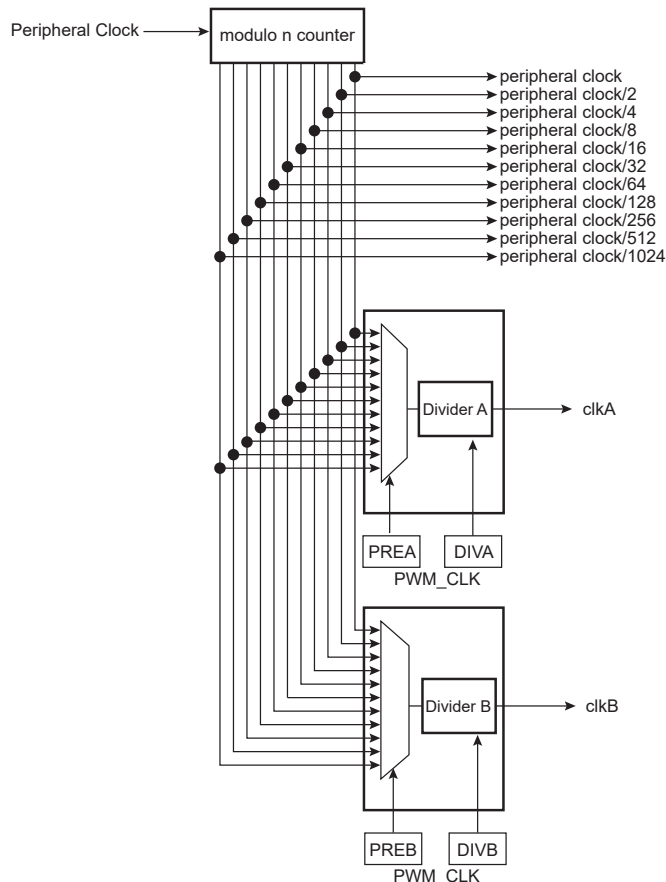 Peripheral Clock
modulo n counter
peripheral clock
peripheral clock/2
peripheral clock/4
peripheral clock/8
peripheral clock/16
peripheral clock/32
peripheral clock/64
peripheral clock/128
peripheral clock/256
peripheral clock/512
peripheral clock/1024
Divider A
clkA
PREA
DIVA
PWM_CLK
Divider B
clkB
PREB
DIVB
PWM_CLK